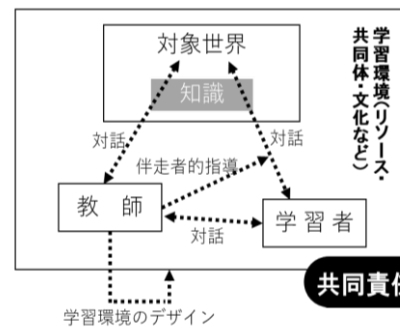 対象世界
知識
対話
対話
伴走者的指導
教師
学習者
対話
学習環境のデザイン
学習環境(リソース・
共同体・文化など)
共同責任